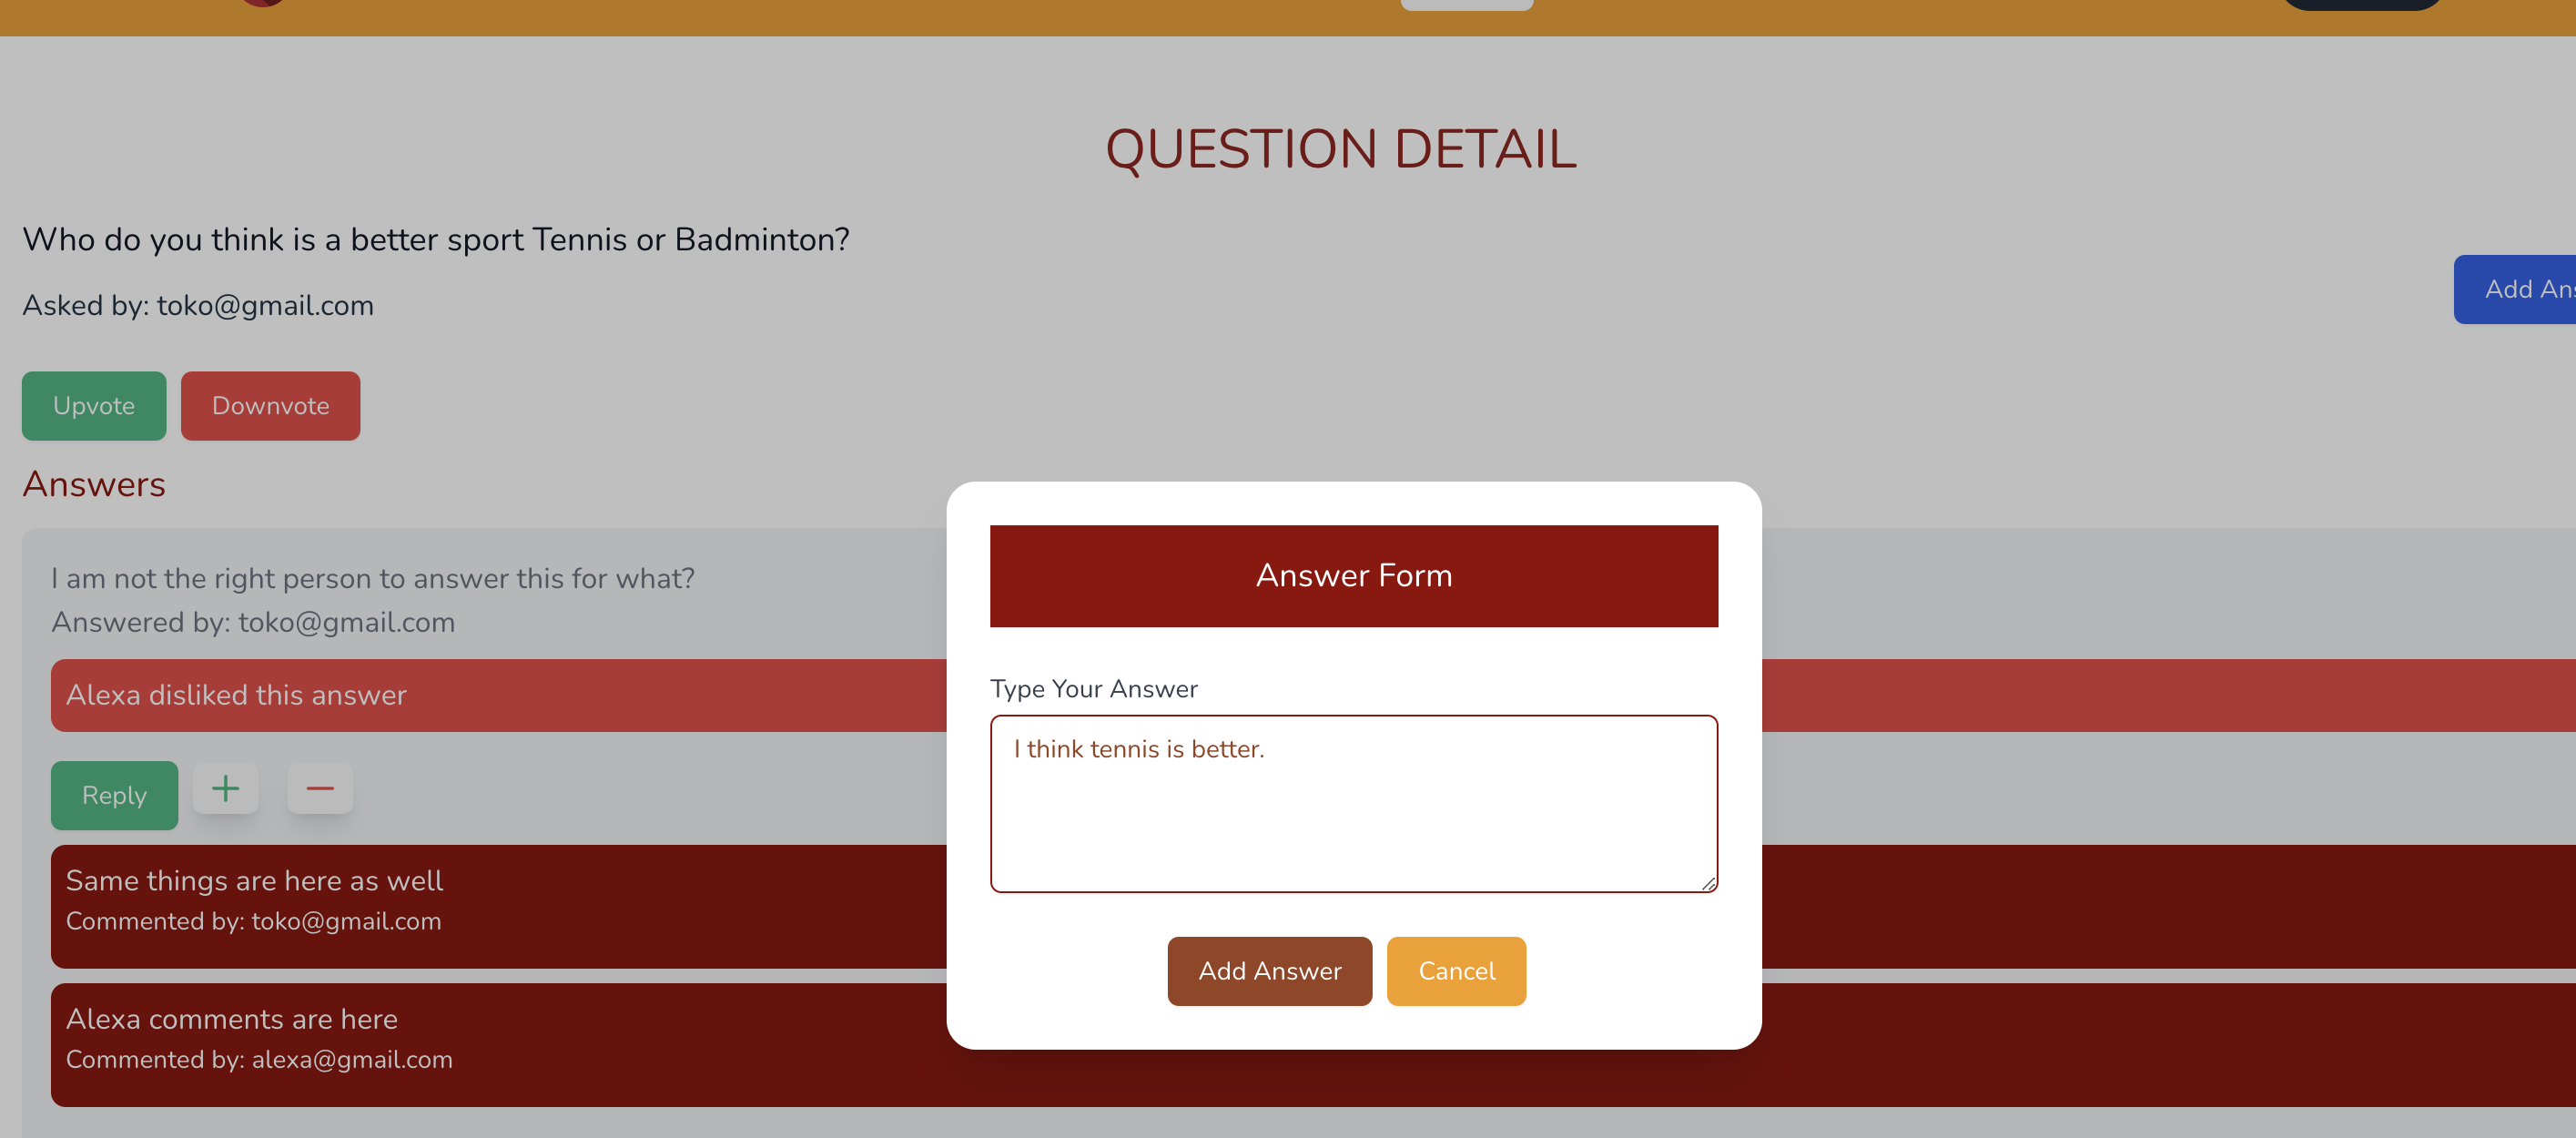 QUESTION DETAIL
Who do you think is a better sport Tennis or Badminton?
Asked by: toko@gmail.com
Add Ans
Upvote
Downvote
Answers
I am not the right person to answer this for what?
Answered by: toko@gmail.com
Alexa disliked this answer
Reply
Same things are here as well
Commented by: toko@gmail.com
Alexa comments are here
Commented by: alexa@gmail.com
Answer Form
Type Your Answer
I think tennis is better.
Add Answer
Cancel